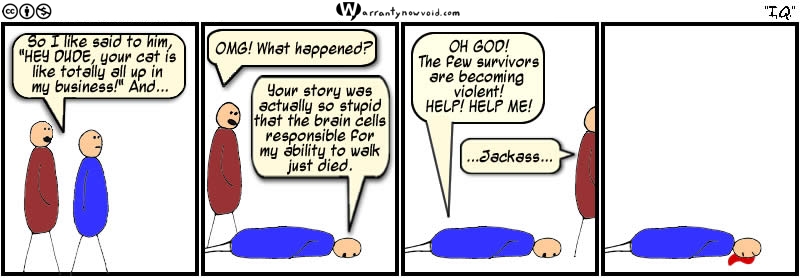 Warrantynowvoid.com
"I.Q."
So I like said to him,
"HEY DUDE, your cat is
like totally all up in
my business!" And...
OMG! What happened?
Your story was
actually so stupid
that the brain cells
responsible for
my ability to walk
just died.
OH GOD!
The few survivors
are becoming
violent!
HELP! HELP ME!
...Jackass...